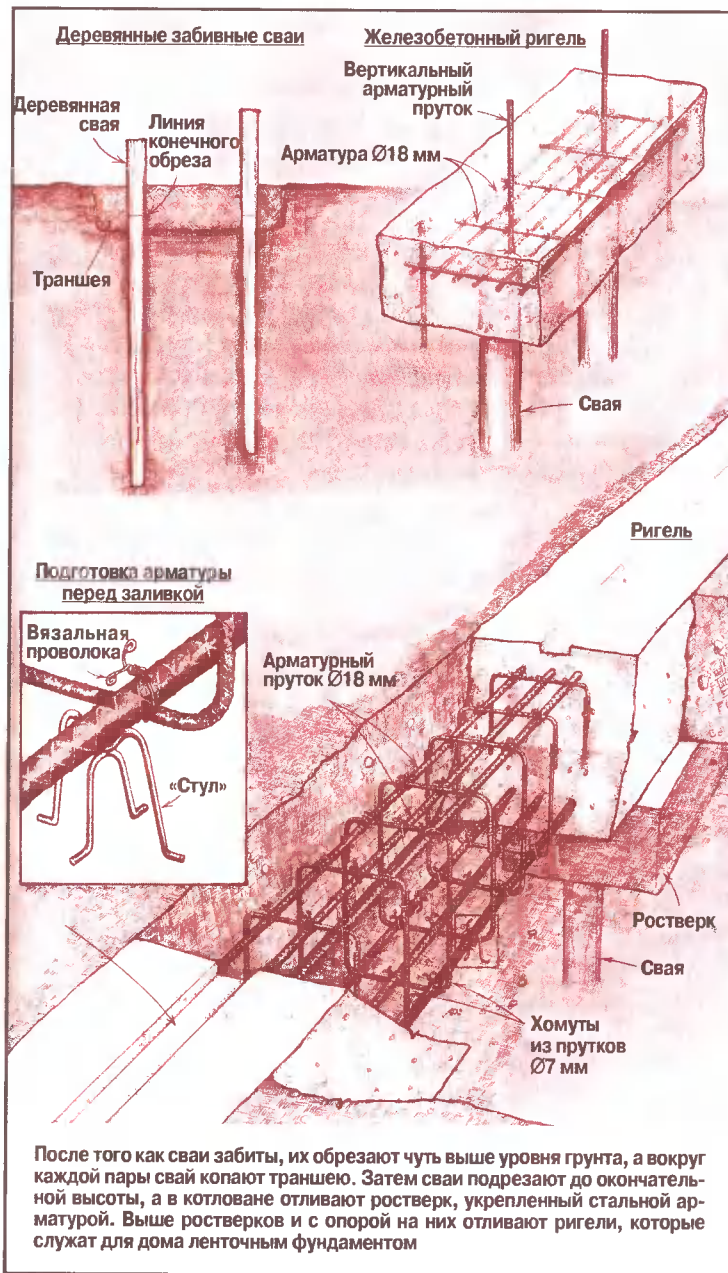 Деревянные забивные сваи
Железобетонный ригель
Вертикальный
арматурный
пруток
Деревянная
свая
Линия
конечного
обреза
Арматура Ø18 мм
Траншея
Свая
Ригель
Подготовка арматуры
перед заливкой
Вязальная
проволока
Арматурный
пруток Ø18 мм
«Стул»
Ростверк
Свая
Хомуты
из прутков
Ø7 мм
После того как сваи забиты, их обрезают чуть выше уровня грунта, а вокруг
каждой пары свай копают траншею. Затем сваи подрезают до окончатель-
ной высоты, а в котловане отливают ростверк, укрепленный стальной ар-
матурой. Выше ростверков и с опорой на них отливают ригели, которые
служат для дома ленточным фундаментом